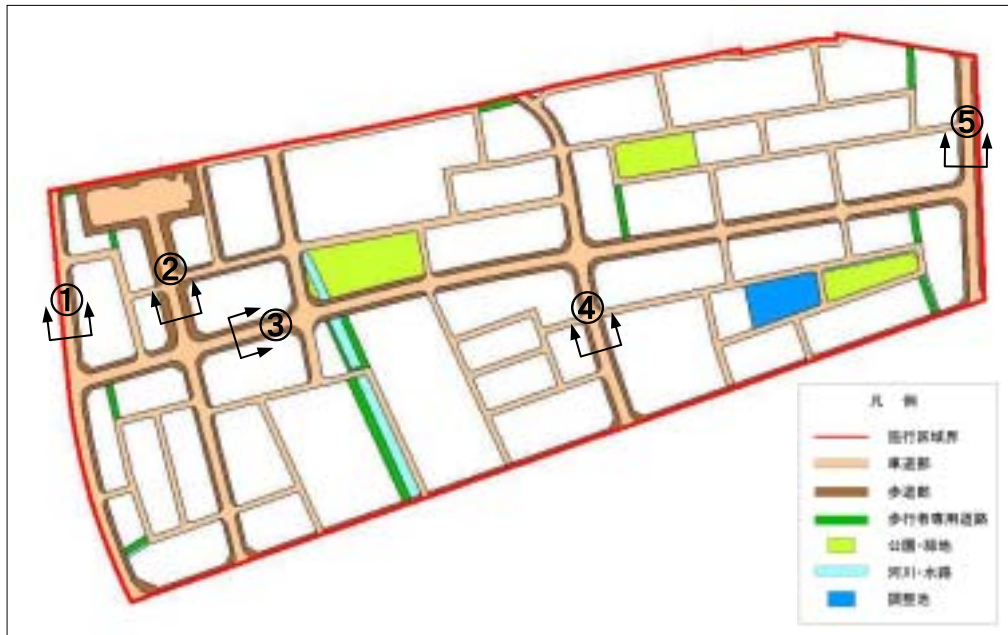 ①
②
③
④
⑤
凡 例
施行区域界
車道部
歩道部
歩行者専用道路
公園・緑地
河川・水路
調整池